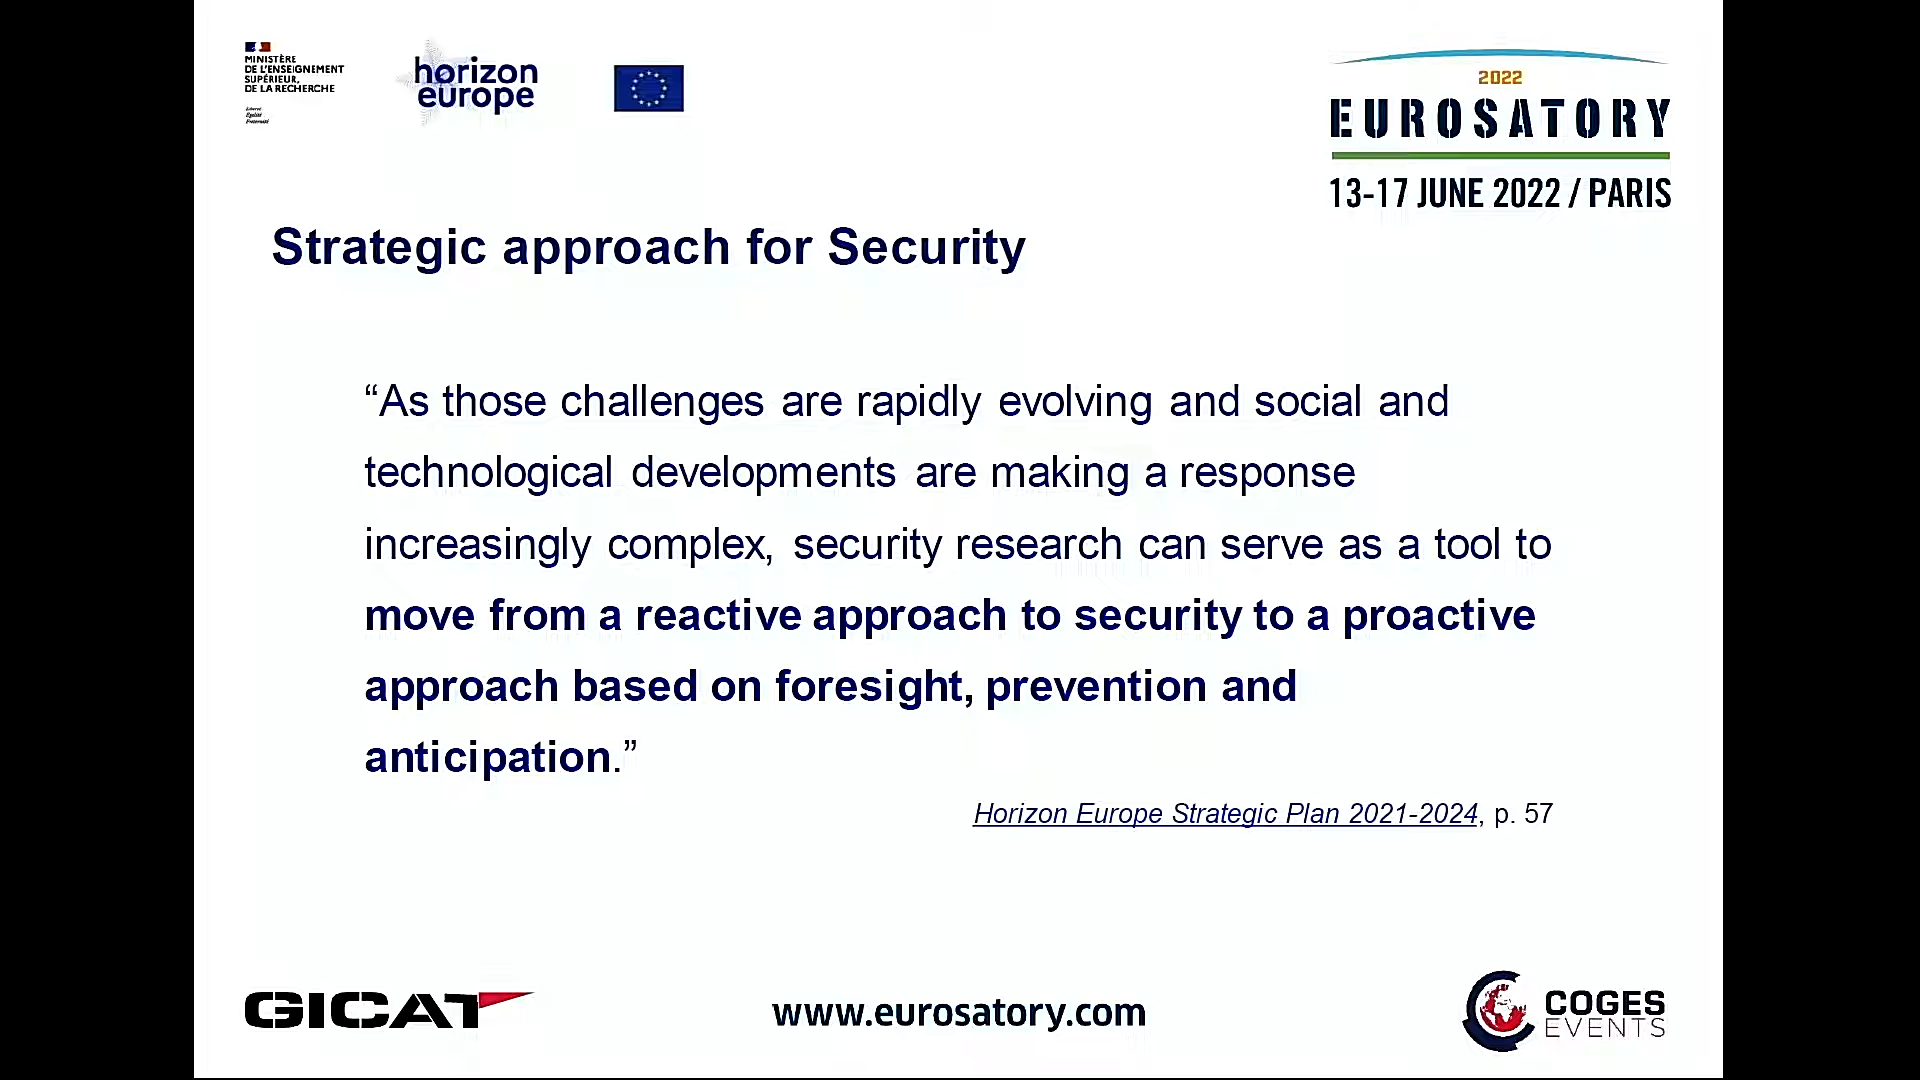 MINISTÈRE
DE L'ENSEIGNEMENT
SUPÉRIEUR,
DE LA RECHERCHE
Liberté
Égalité
Fraternité
horizon
europe
2022
EUROSATORY
13-17 JUNE 2022 / PARIS
Strategic approach for Security
“As those challenges are rapidly evolving and social and
technological developments are making a response
increasingly complex, security research can serve as a tool to
move from a reactive approach to security to a proactive
approach based on foresight, prevention and
anticipation.”
Horizon Europe Strategic Plan 2021-2024, p. 57
GICAT
www.eurosatory.com
COGES
EVENTS